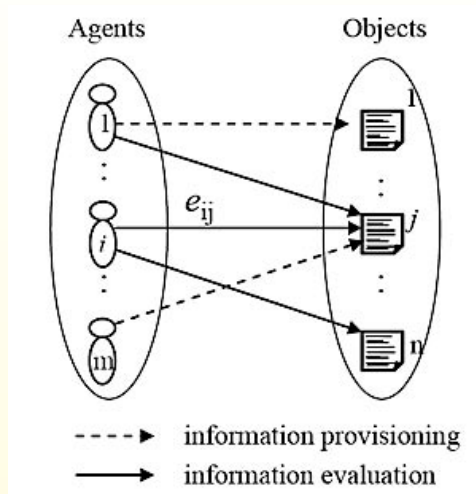 Agents Objects
1 1
e_ij
i j
m n
information provisioning
information evaluation